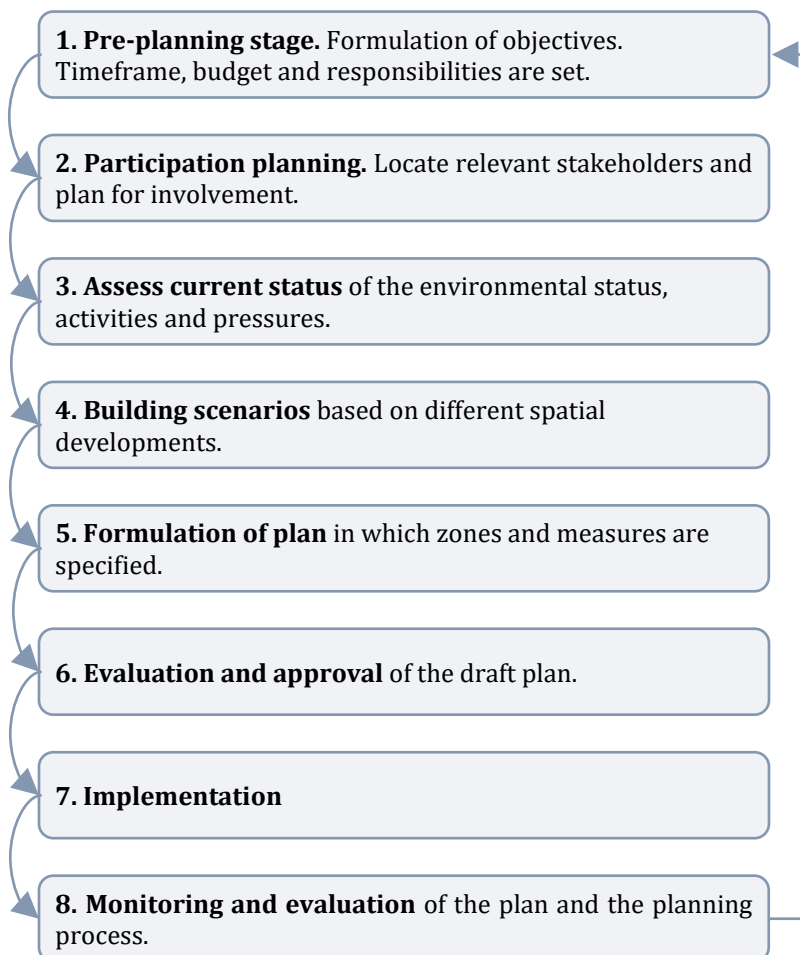 1. Pre-planning stage. Formulation of objectives.
Timeframe, budget and responsibilities are set.
2. Participation planning. Locate relevant stakeholders and
plan for involvement.
3. Assess current status of the environmental status,
activities and pressures.
4. Building scenarios based on different spatial
developments.
5. Formulation of plan in which zones and measures are
specified.
6. Evaluation and approval of the draft plan.
7. Implementation
8. Monitoring and evaluation of the plan and the planning
process.